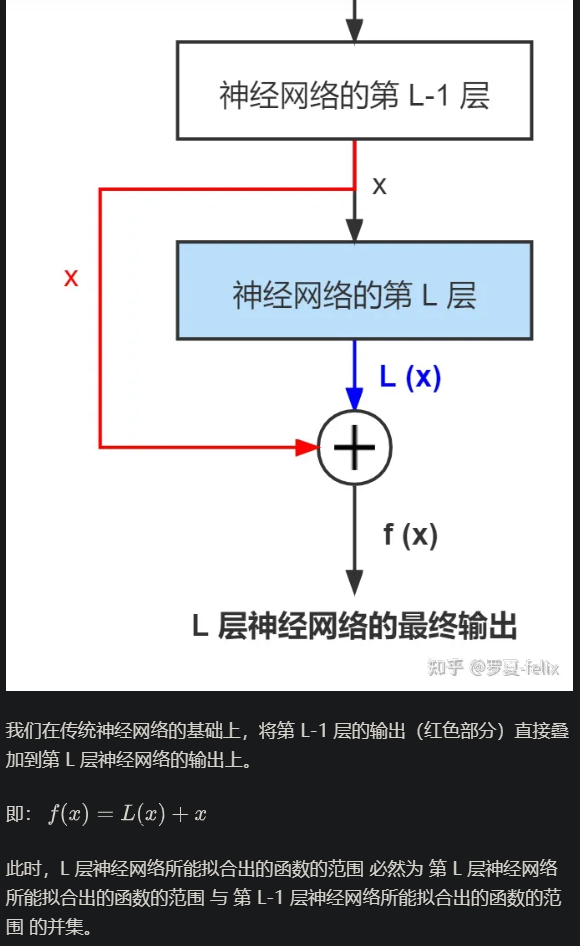 神经网络的第 L-1 层
x
x
神经网络的第 L 层
L (x)
f (x)
L 层神经网络的最终输出
知乎 @罗夏-felix
我们在传统神经网络的基础上，将第 L-1 层的输出（红色部分）直接叠
加到第 L 层神经网络的输出上。
即： f(x) = L(x) + x
此时，L 层神经网络所能拟合出的函数的范围 必然为 第 L 层神经网络
所能拟合出的函数的范围 与 第 L-1 层神经网络所能拟合出的函数的范
围 的并集。